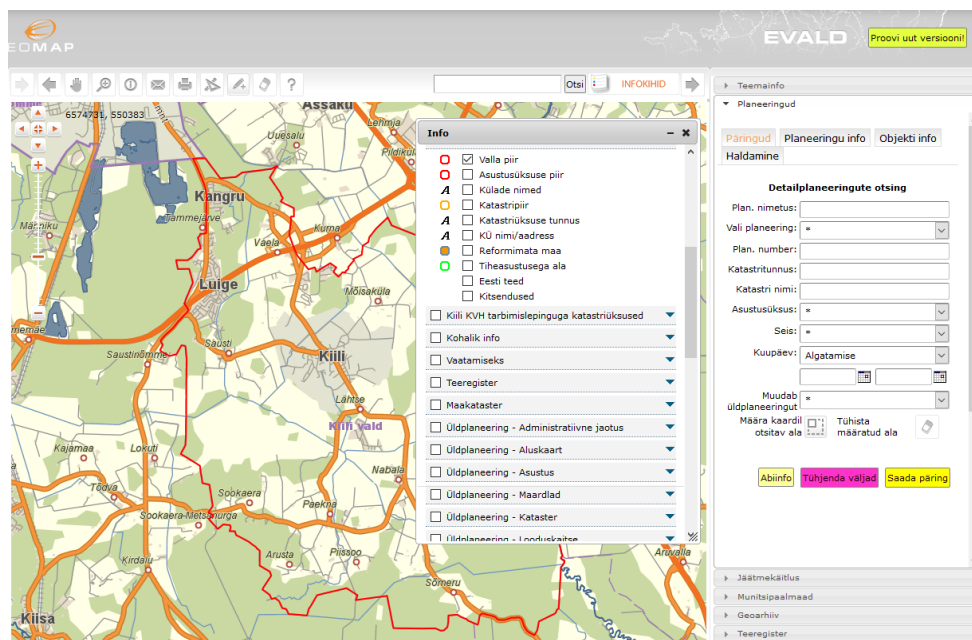 EOMAP
EVALD
Proovi uut versiooni!
Otsi
INFOKIHID
?
6574731, 550383
Assaku
Lehmja
Uuesalu
Pildiküla
Kangru
Tammejärve
Kurna
Vaela
Männiku
Luige
Mõisaküla
Saustinõmme
Sausti
Kiili
Lähtse
Kiili vald
Kajamaa
Lokuti
Nabala
Tõdva
Sookaera
Paekna
Sookaera-Metsanurga
Arusta
Piissoo
Kirdalu
Sõmeru
Aruvalla
Kiisa
Info
Valla piir
Asustusüksuse piir
A Külade nimed
Katastripiir
A Katastriüksuse tunnus
A KÜ nimi/aadress
Reformimata maa
Tiheasustusega ala
Eesti teed
Kitsendused
Kiili KVH tarbimislepinguga katastriüksused
Kohalik info
Vaatamiseks
Teeregister
Maakataster
Üldplaneering - Administratiivne jaotus
Üldplaneering - Aluskaart
Üldplaneering - Asustus
Üldplaneering - Maardlad
Üldplaneering - Kataster
Üldplaneering - Looduskaitse
Teemainfo
Planeeringud
Päringud Planeeringu info Objekti info
Haldamine
Detailplaneeringute otsing
Plan. nimetus:
Vali planeering: *
Plan. number:
Katastritunnus:
Katastri nimi:
Asustusüksus: *
Seis: *
Kuupäev: Algatamise
Muudab
üldplaneeringut *
Määra kaardil
otsitav ala
Tühista
määratud ala
Abiinfo Tühjenda väljad Saada päring
Jäätmekäitlus
Munitsipaalmaad
Geoarhiiv
Teeregister